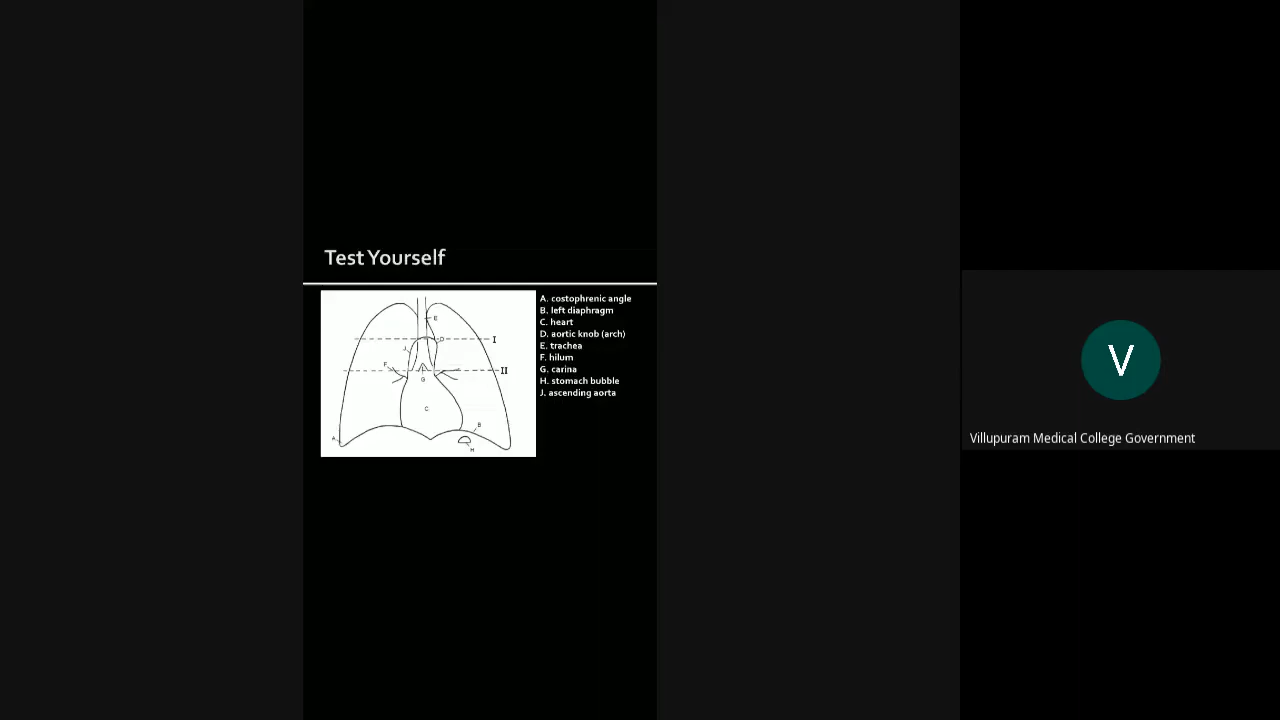 Test Yourself
E
D
I
J
F
II
G
C
B
A
H
A. costophrenic angle
B. left diaphragm
C. heart
D. aortic knob (arch)
E. trachea
F. hilum
G. carina
H. stomach bubble
J. ascending aorta
V
Villupuram Medical College Government